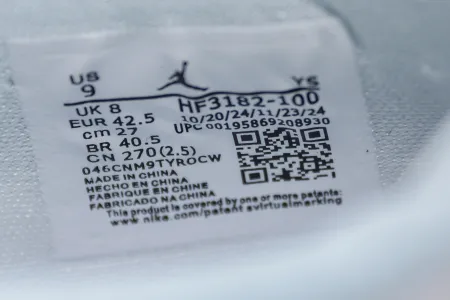 US YS
9
UK 8 HF3182-100
EUR 42.5 10/20/24/11/23/24
cm 27 UPC 00195869208930
BR 40.5
CN 270(2.5)
046CNM9TYROCW
MADE IN CHINA
HECHO EN CHINA
FABRIQUE EN CHINE
FABRICADO NA CHINA
This product is covered by one or more patents:
www.nike.com/patent avirtualmarking